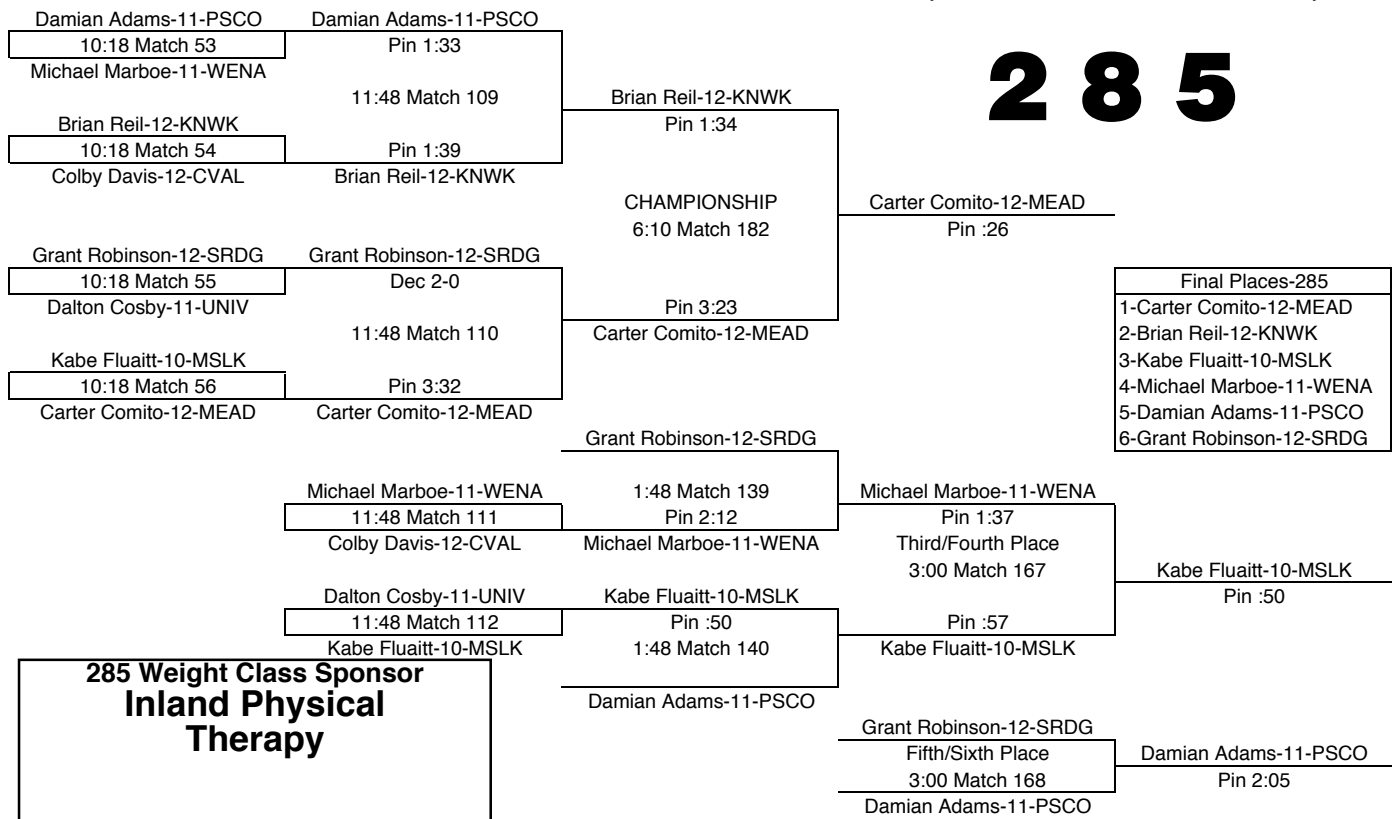 Damian Adams-11-PSCO
10:18 Match 53
Michael Marboe-11-WENA
Brian Reil-12-KNWK
10:18 Match 54
Colby Davis-12-CVAL
Grant Robinson-12-SRDG
10:18 Match 55
Dalton Cosby-11-UNIV
Kabe Fluaitt-10-MSLK
10:18 Match 56
Carter Comito-12-MEAD
Damian Adams-11-PSCO
Pin 1:33
11:48 Match 109
Pin 1:39
Brian Reil-12-KNWK
Grant Robinson-12-SRDG
Dec 2-0
11:48 Match 110
Pin 3:32
Carter Comito-12-MEAD
Brian Reil-12-KNWK
Pin 1:34
CHAMPIONSHIP
6:10 Match 182
Pin 3:23
Carter Comito-12-MEAD
Carter Comito-12-MEAD
Pin :26
285
Final Places-285
1-Carter Comito-12-MEAD
2-Brian Reil-12-KNWK
3-Kabe Fluaitt-10-MSLK
4-Michael Marboe-11-WENA
5-Damian Adams-11-PSCO
6-Grant Robinson-12-SRDG
Michael Marboe-11-WENA
11:48 Match 111
Colby Davis-12-CVAL
Dalton Cosby-11-UNIV
11:48 Match 112
Kabe Fluaitt-10-MSLK
Grant Robinson-12-SRDG
1:48 Match 139
Pin 2:12
Michael Marboe-11-WENA
Kabe Fluaitt-10-MSLK
Pin :50
1:48 Match 140
Damian Adams-11-PSCO
Michael Marboe-11-WENA
Pin 1:37
Third/Fourth Place
3:00 Match 167
Pin :57
Kabe Fluaitt-10-MSLK
Kabe Fluaitt-10-MSLK
Pin :50
Grant Robinson-12-SRDG
Fifth/Sixth Place
3:00 Match 168
Damian Adams-11-PSCO
Damian Adams-11-PSCO
Pin 2:05
285 Weight Class Sponsor
Inland Physical
Therapy